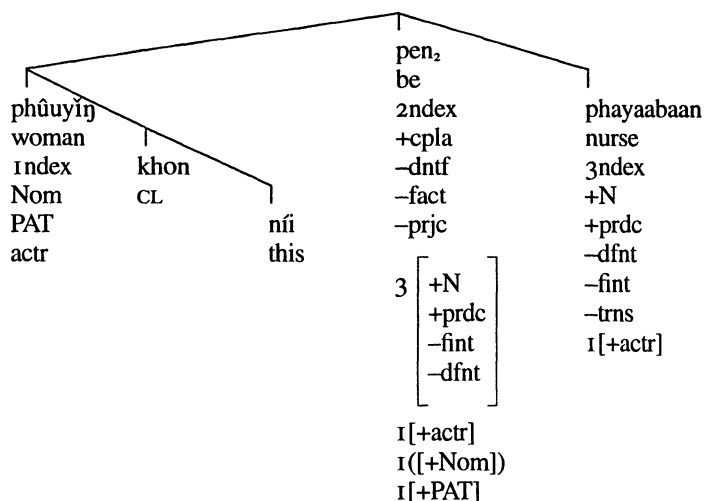 phûuyǐŋ
woman
1ndex
Nom
PAT
actr
khon
CL
níi
this
pen₂
be
2ndex
+cpla
–dntf
–fact
–prjc
3
+N
+prdc
–fint
–dfnt
1[+actr]
1([+Nom])
1[+PAT]
phayaabaan
nurse
3ndex
+N
+prdc
–dfnt
–fint
–trns
1[+actr]